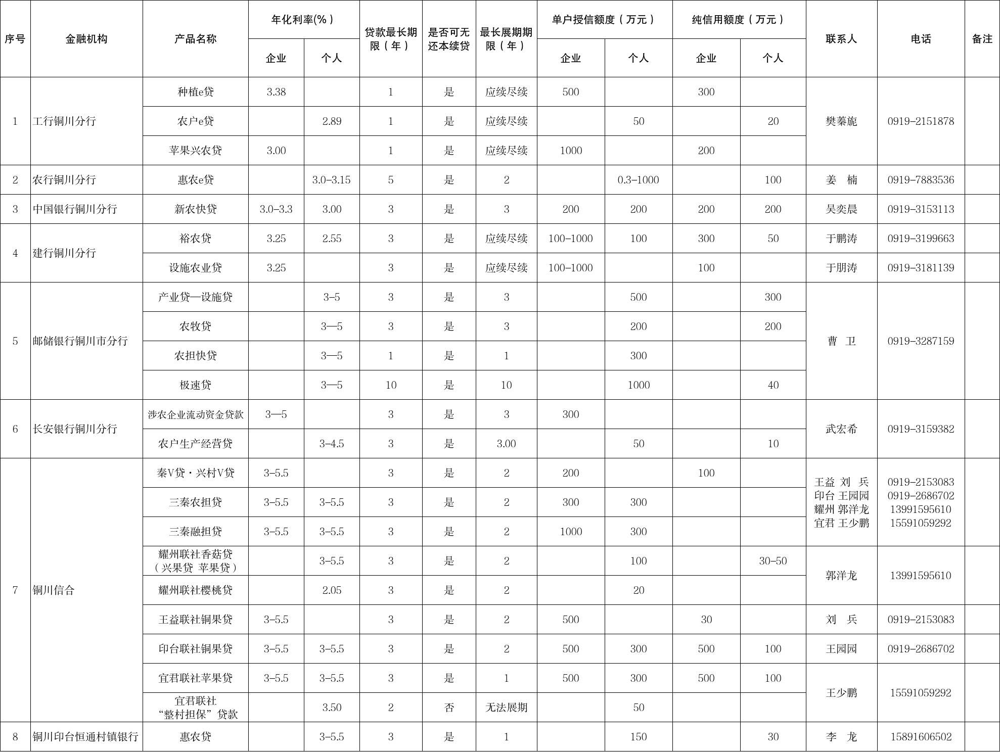 序号 金融机构 产品名称 年化利率(%) 贷款最长期限（年） 是否可无还本续贷 最长展期期限（年） 单户授信额度（万元） 纯信用额度（万元） 联系人 电话 备注
企业 个人 企业 个人 企业 个人
1 工行铜川分行 种植e贷 3.38 1 是 应续尽续 500 300 樊蓁旎 0919-2151878
农户e贷 2.89 1 是 应续尽续 50 20
苹果兴农贷 3.00 1 是 应续尽续 1000 200
2 农行铜川分行 惠农e贷 3.0-3.15 5 是 2 0.3-1000 100 姜 楠 0919-7883536
3 中国银行铜川分行 新农快贷 3.0-3.3 3.00 3 是 3 200 200 200 200 吴奕晨 0919-3153113
4 建行铜川分行 裕农贷 3.25 2.55 3 是 应续尽续 100-1000 100 300 50 于鹏涛 0919-3199663
设施农业贷 3.25 3 是 应续尽续 100-1000 100 于朋涛 0919-3181139
5 邮储银行铜川市分行 产业贷—设施贷 3-5 3 是 3 500 300 曹 卫 0919-3287159
农牧贷 3—5 3 是 3 200 200
农担快贷 3—5 1 是 1 300
极速贷 3—5 10 是 10 1000 40
6 长安银行铜川分行 涉农企业流动资金贷款 3—5 3 是 3 300 武宏希 0919-3159382
农户生产经营贷 3-4.5 3 是 3.00 50 10
7 铜川信合 秦V贷·兴村V贷 3-5.5 3 是 2 200 100
三秦农担贷 3-5.5 3-5.5 3 是 2 300 300
三秦融担贷 3-5.5 3-5.5 3 是 2 1000 300
王益 刘 兵 0919-2153083
印台 王园园 0919-2686702
耀州 郭洋龙 13991595610
宜君 王少鹏 15591059292
耀州联社香菇贷
（兴果贷 苹果贷） 3-5.5 3 是 2 100 30-50 郭洋龙 13991595610
耀州联社樱桃贷 2.05 3 是 2 20
王益联社铜果贷 3-5.5 3 是 2 500 30 刘 兵 0919-2153083
印台联社铜果贷 3-5.5 3-5.5 3 是 2 500 300 500 100 王园园 0919-2686702
宜君联社苹果贷 3-5.5 3-5.5 3 是 1 500 300 500 100 王少鹏 15591059292
宜君联社
“整村担保”贷款 3.50 2 否 无法展期 50
8 铜川印台恒通村镇银行 惠农贷 3-5.5 3 是 1 150 30 李 龙 15891606502